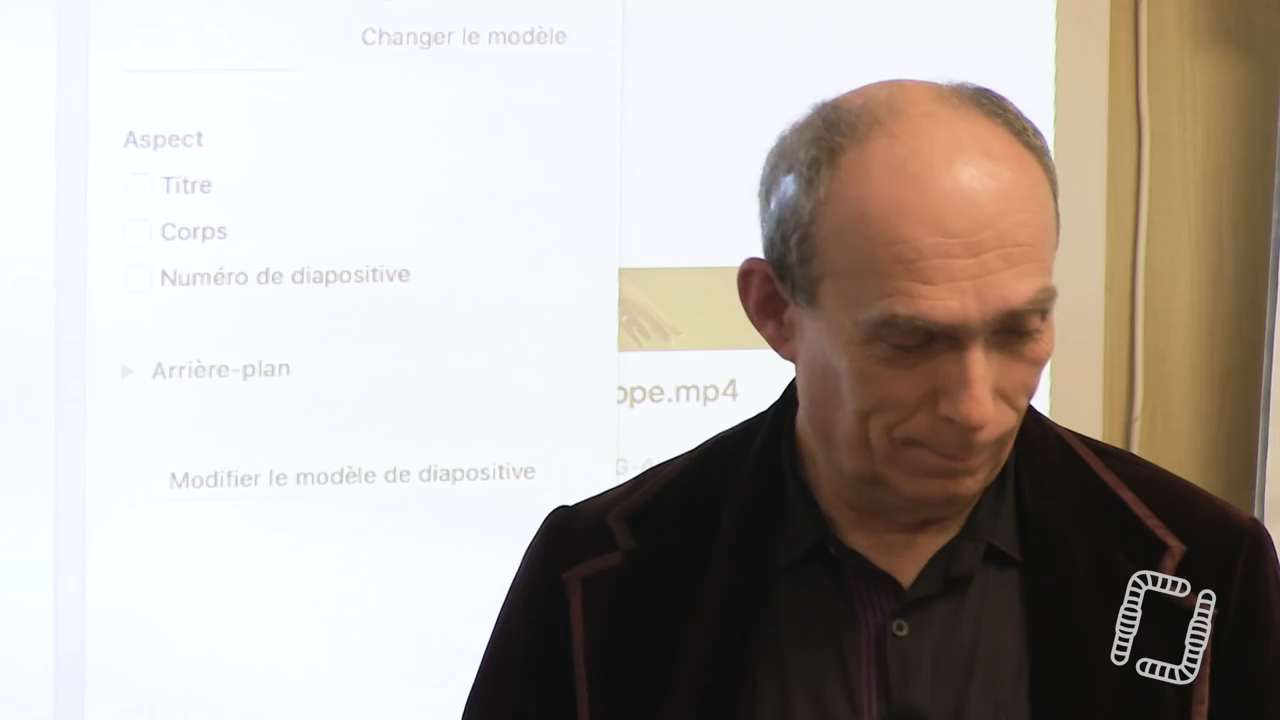 Changer le modèle
Aspect
Titre
Corps
Numéro de diapositive
Arrière-plan
ope.mp4
Modifier le modèle de diapositive